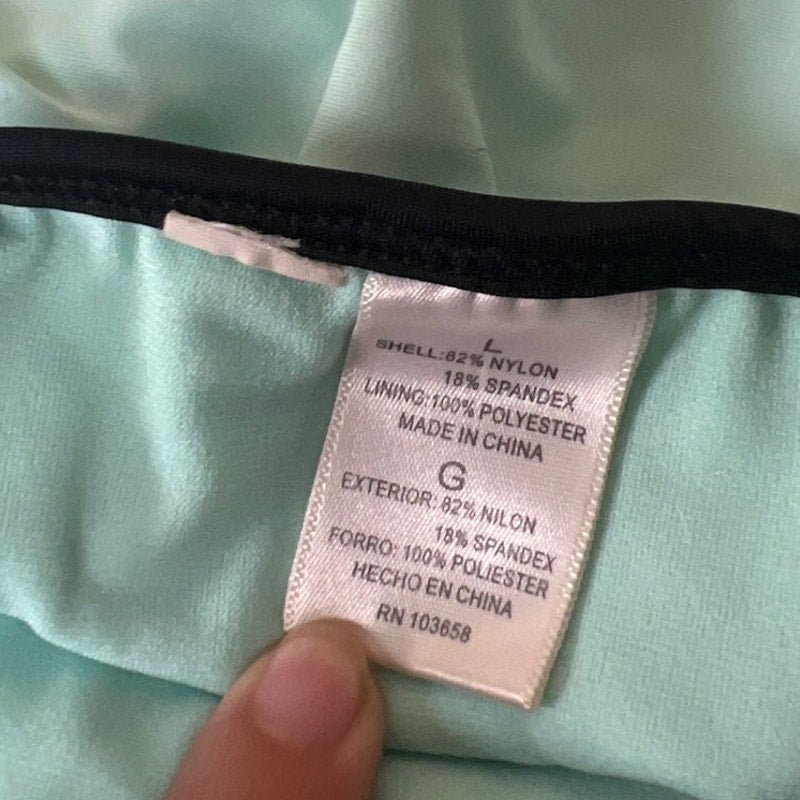 L
SHELL:82% NYLON
18% SPANDEX
LINING:100% POLYESTER
MADE IN CHINA
G
EXTERIOR: 82% NILON
18% SPANDEX
FORRO: 100% POLIESTER
HECHO EN CHINA
RN 103658